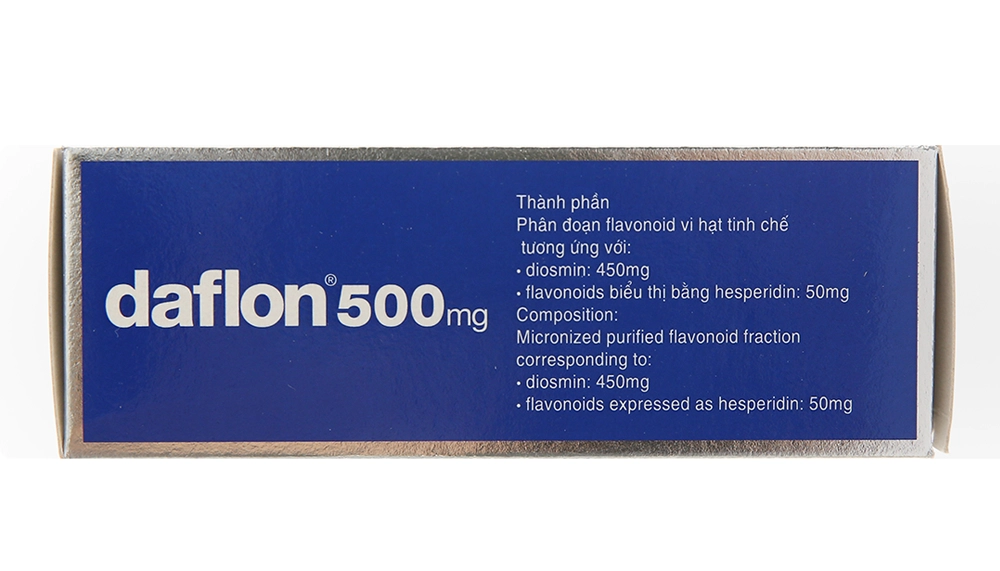 daflon® 500mg
Thành phần
Phân đoạn flavonoid vi hạt tinh chế
tương ứng với:
• diosmin: 450mg
• flavonoids biểu thị bằng hesperidin: 50mg
Composition:
Micronized purified flavonoid fraction
corresponding to:
• diosmin: 450mg
• flavonoids expressed as hesperidin: 50mg